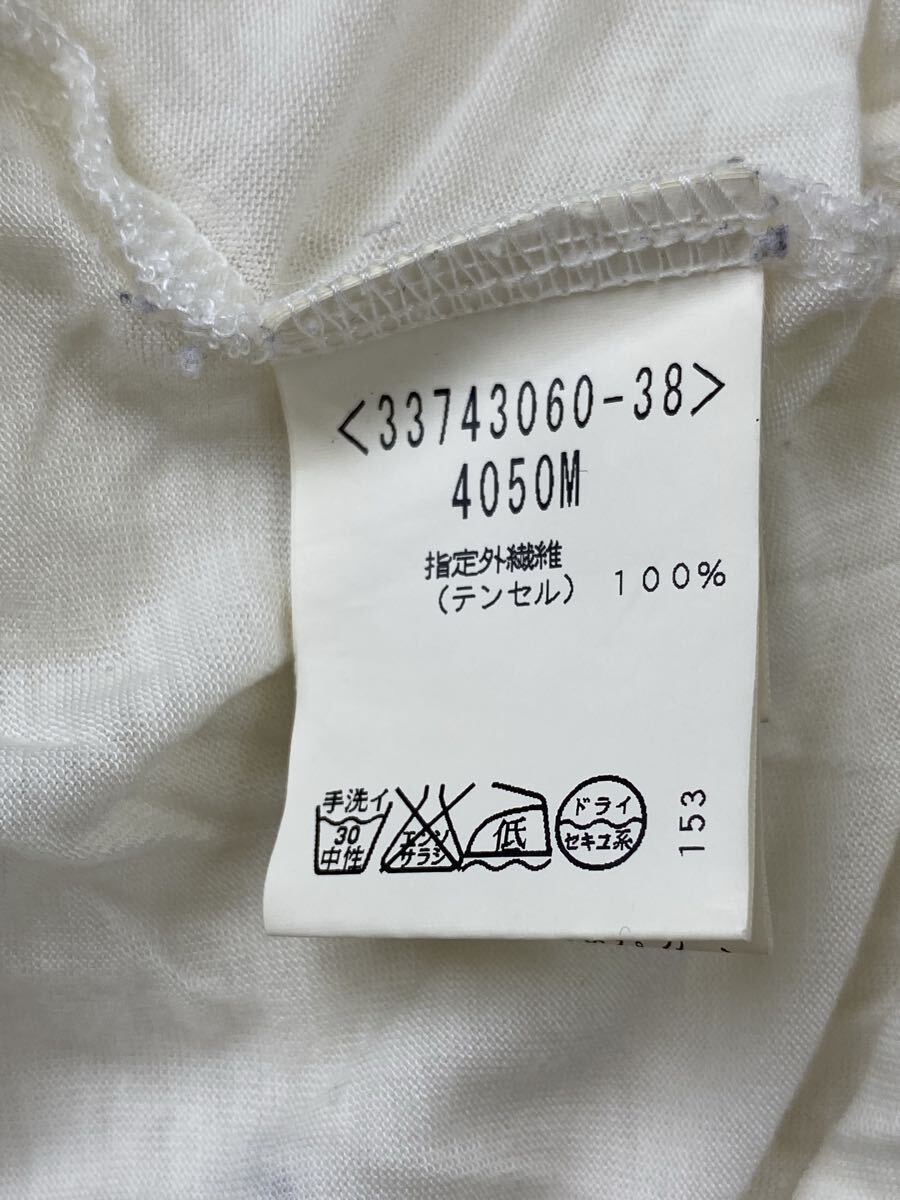 <33743060-38>
4050M
指定外繊維
(テンセル) 100%
手洗イ
30
中性
エンソ
サラシ
低
ドライ
セキユ系
153